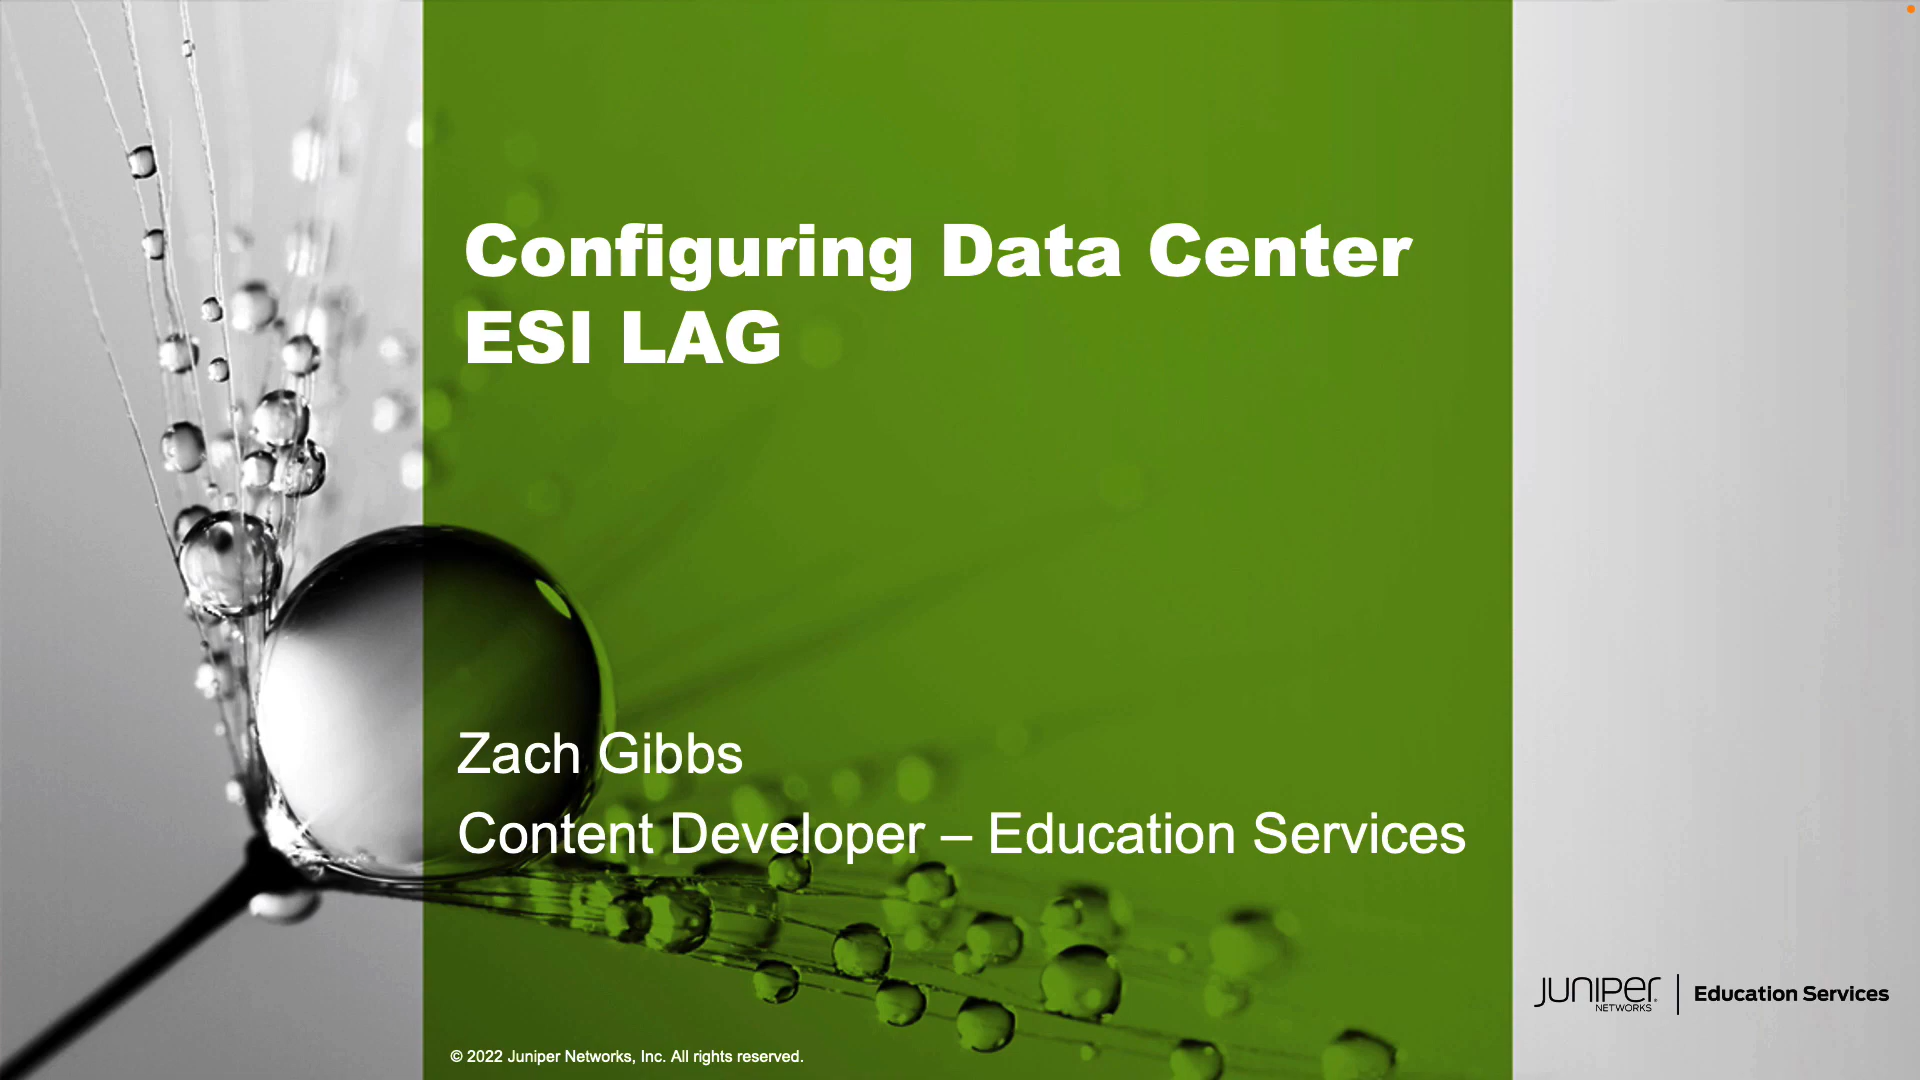 Configuring Data Center
ESI LAG
Zach Gibbs
Content Developer – Education Services
JUNIPEr
NETWORKS
Education Services
© 2022 Juniper Networks, Inc. All rights reserved.